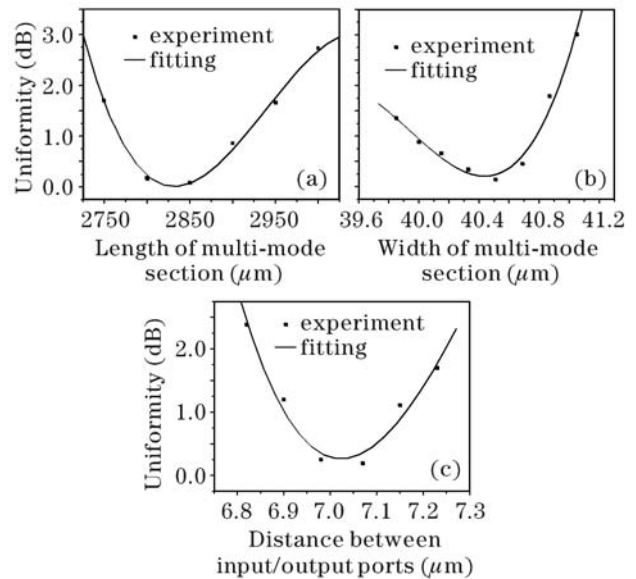 Uniformity (dB)
3.0
2.0
1.0
0.0
experiment
fitting
(a)
2750 2850 2950
Length of multi-mode
section (μm)
experiment
fitting
(b)
39.6 40.0 40.4 40.8 41.2
Width of multi-mode
section (μm)
Uniformity (dB)
2.0
1.0
0.0
experiment
fitting
(c)
6.8 6.9 7.0 7.1 7.2 7.3
Distance between
input/output ports (μm)